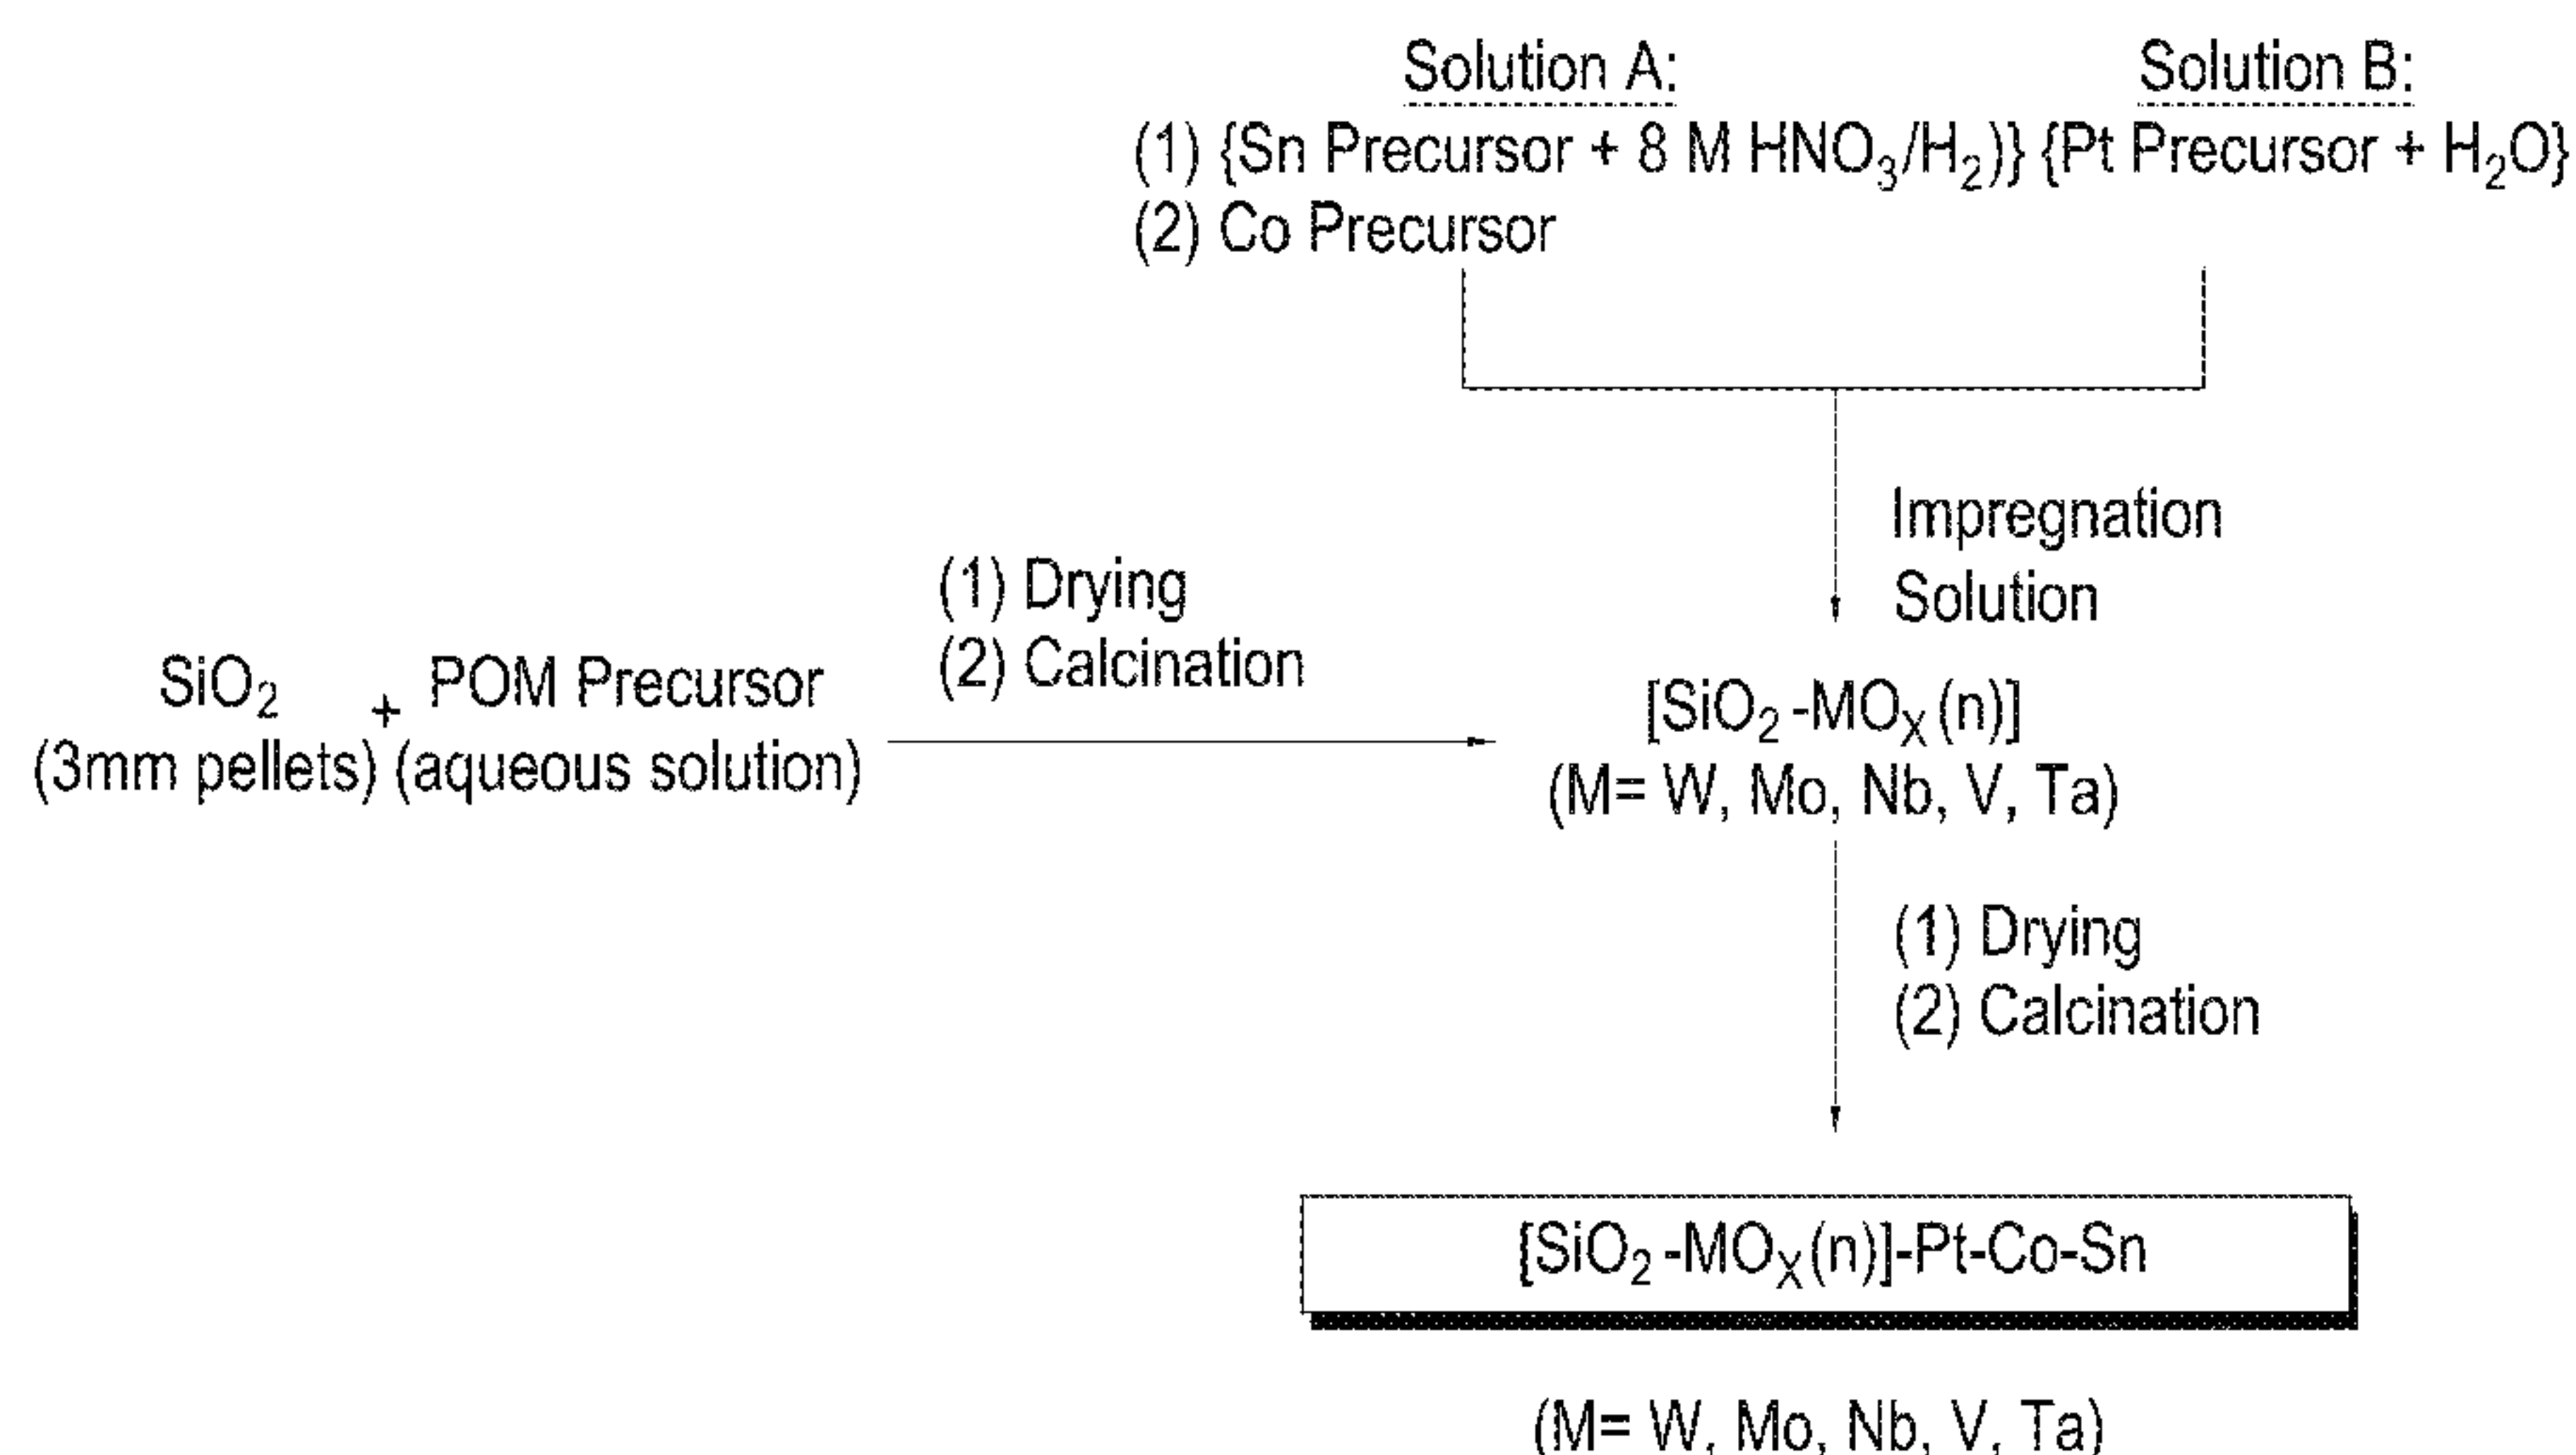 Solution A: Solution B:
(1) {Sn Precursor + 8 M HNO₃/H₂)} {Pt Precursor + H₂O}
(2) Co Precursor
Impregnation
Solution
(1) Drying
(2) Calcination
SiO₂ + POM Precursor
(3mm pellets) (aqueous solution)
[SiO₂-MOₓ(n)]
(M= W, Mo, Nb, V, Ta)
(1) Drying
(2) Calcination
[SiO₂-MOₓ(n)]-Pt-Co-Sn
(M= W, Mo, Nb, V, Ta)